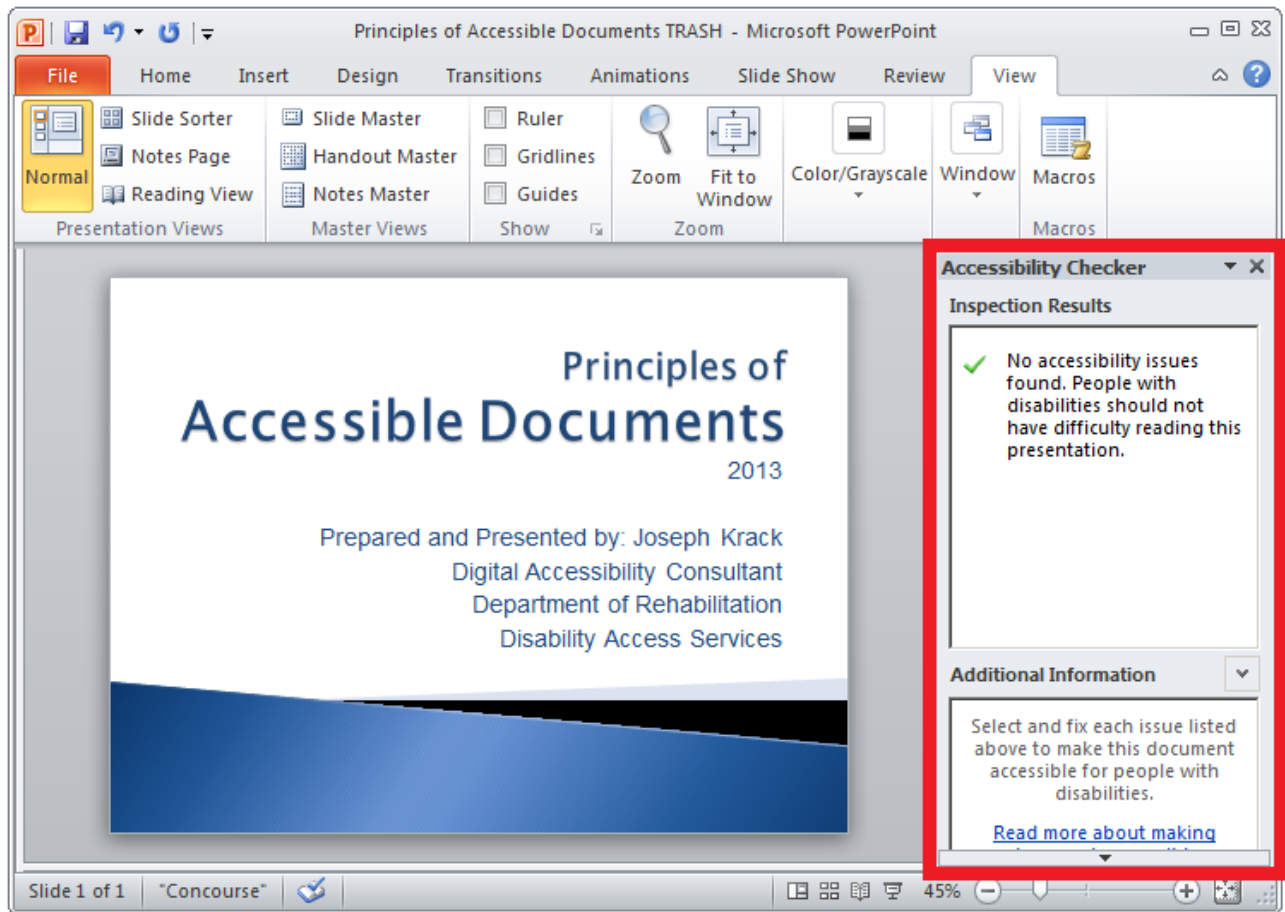 Principles of Accessible Documents TRASH - Microsoft PowerPoint
File Home Insert Design Transitions Animations Slide Show Review View
Normal
Slide Sorter
Notes Page
Reading View
Presentation Views
Slide Master
Handout Master
Notes Master
Master Views
Ruler
Gridlines
Guides
Show
Zoom
Fit to
Window
Zoom
Color/Grayscale
Window
Macros
Macros
Principles of
Accessible Documents
2013
Prepared and Presented by: Joseph Krack
Digital Accessibility Consultant
Department of Rehabilitation
Disability Access Services
Accessibility Checker
Inspection Results
No accessibility issues
found. People with
disabilities should not
have difficulty reading this
presentation.
Additional Information
Select and fix each issue listed
above to make this document
accessible for people with
disabilities.
Read more about making
Slide 1 of 1 "Concourse" 45%